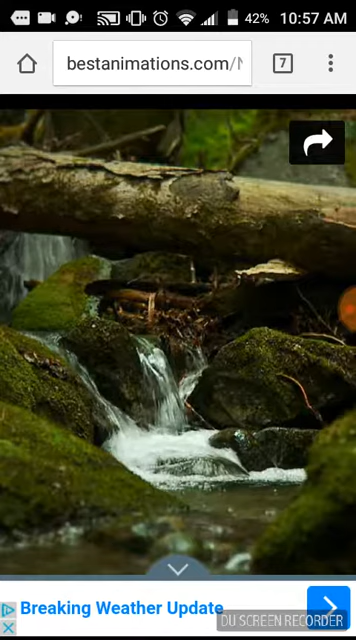 42% 10:57 AM
bestanimations.com/N
7
Breaking Weather Update
DU SCREEN RECORDER